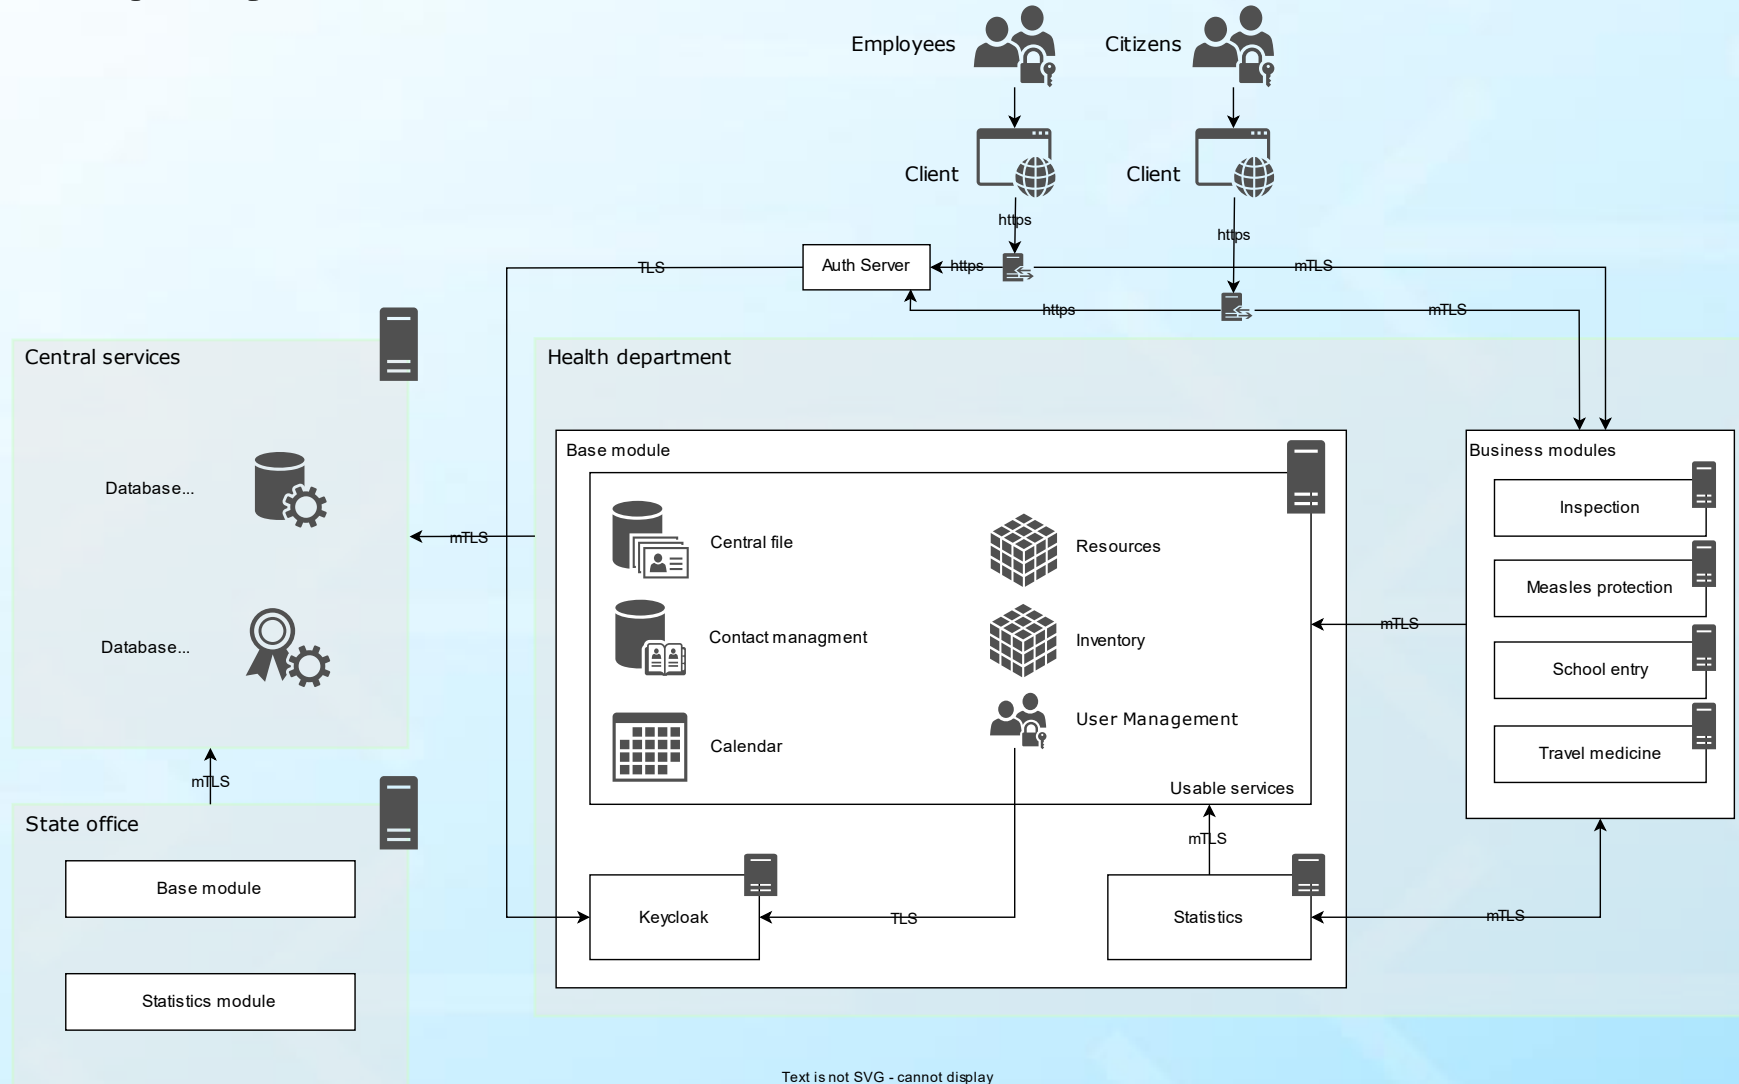 Employees
Citizens
Client
Client
https
https
Auth Server
TLS
https
mTLS
https
mTLS
Central services
Health department
Base module
Business modules
Database...
Central file
Resources
Inspection
mTLS
Measles protection
Contact managment
Inventory
mTLS
Database...
School entry
User Management
Calendar
Travel medicine
mTLS
Usable services
State office
mTLS
Base module
Keycloak
TLS
Statistics
mTLS
Statistics module
Text is not SVG - cannot display